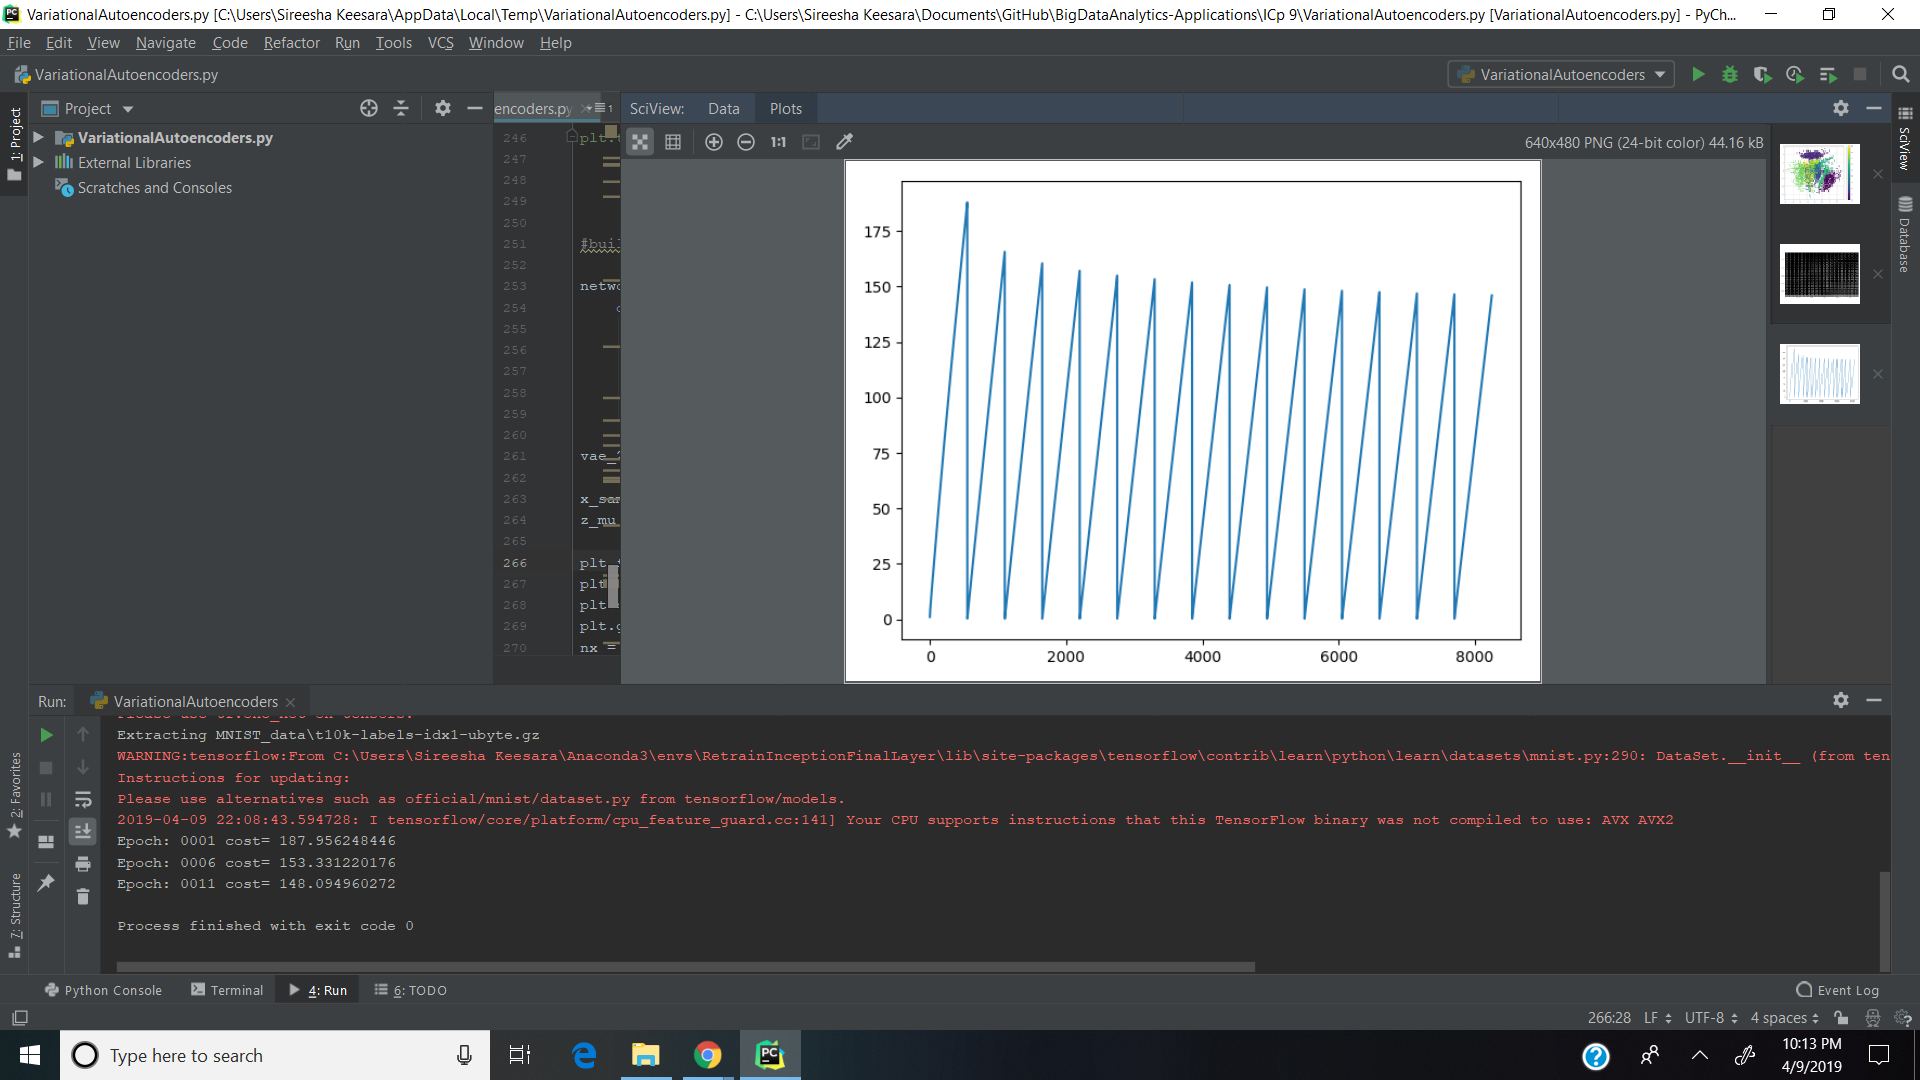 VariationalAutoencoders.py [C:\Users\Sireesha Keesara\AppData\Local\Temp\VariationalAutoencoders.py] - C:\Users\Sireesha Keesara\Documents\GitHub\BigDataAnalytics-Applications\ICp 9\VariationalAutoencoders.py [VariationalAutoencoders.py] - PyCh...
File Edit View Navigate Code Refactor Run Tools VCS Window Help
VariationalAutoencoders.py
VariationalAutoencoders
1: Project
Project
encoders.py
1
SciView: Data Plots
SciView
Database
VariationalAutoencoders.py
External Libraries
Scratches and Consoles
1:1
640x480 PNG (24-bit color) 44.16 kB
246 plt.
247
248
249
250
251 #buil
252
253 netwo
254
255
256
257
258
259
260
261 vae_
262
263 x_sam
264 z_mu
265
266 plt
267 plt
268 plt
269 plt.g
270 nx =
175
150
125
100
75
50
25
0
0 2000 4000 6000 8000
Run: VariationalAutoencoders
2: Favorites
7: Structure
Extracting MNIST_data\t10k-labels-idx1-ubyte.gz
WARNING:tensorflow:From C:\Users\Sireesha Keesara\Anaconda3\envs\RetrainInceptionFinalLayer\lib\site-packages\tensorflow\contrib\learn\python\learn\datasets\mnist.py:290: DataSet.__init__ (from ten
Instructions for updating:
Please use alternatives such as official/mnist/dataset.py from tensorflow/models.
2019-04-09 22:08:43.594728: I tensorflow/core/platform/cpu_feature_guard.cc:141] Your CPU supports instructions that this TensorFlow binary was not compiled to use: AVX AVX2
Epoch: 0001 cost= 187.956248446
Epoch: 0006 cost= 153.331220176
Epoch: 0011 cost= 148.094960272
Process finished with exit code 0
Python Console Terminal 4: Run 6: TODO
Event Log
266:28 LF UTF-8 4 spaces
Type here to search
10:13 PM
4/9/2019